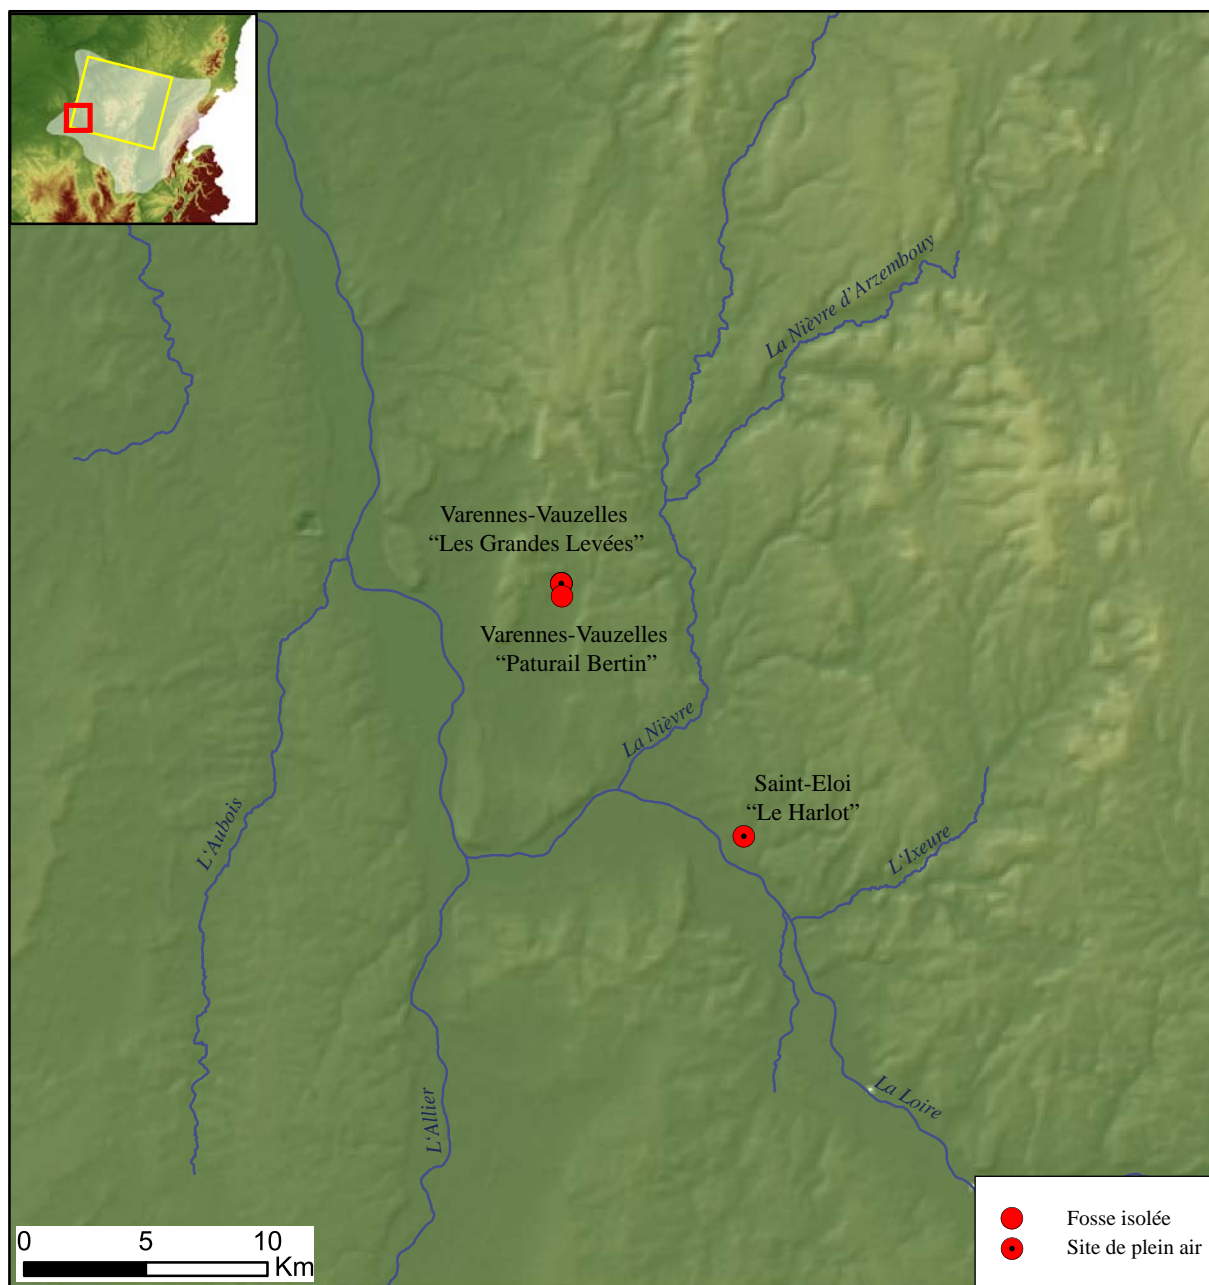 La Nièvre d'Arzembouy
Varennes-Vauzelles
“Les Grandes Levées”
Varennes-Vauzelles
“Paturail Bertin”
La Nièvre
Saint-Eloi
“Le Harlot”
L'Aubois
L'Ixeure
La Loire
L'Allier
Fosse isolée
Site de plein air
0 5 10
Km